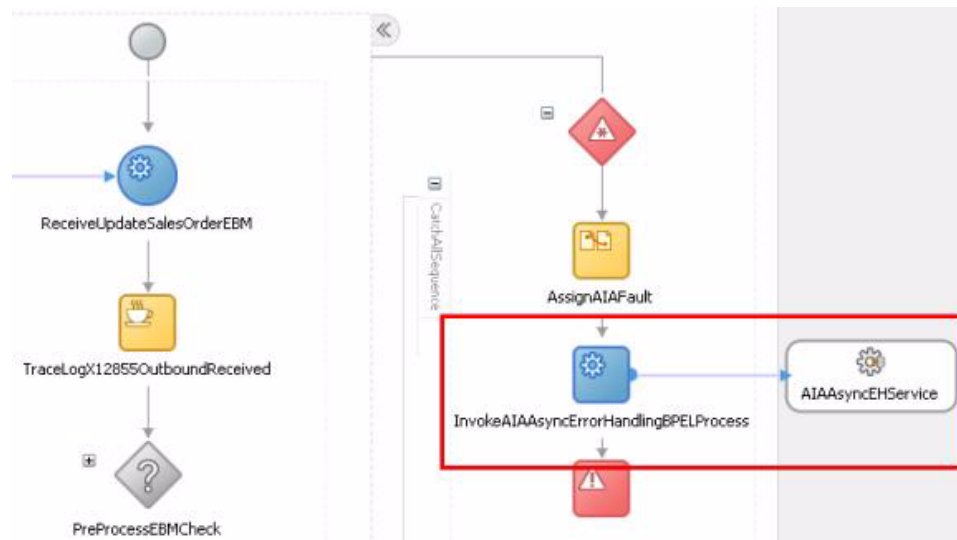 ReceiveUpdateSalesOrderEBM
TraceLogX12855OutboundReceived
PreProcessEBMCheck
CatchAllSequence
AssignAIAFault
InvokeAIAAsyncErrorHandlingBPELProcess
AIAAsyncEHService